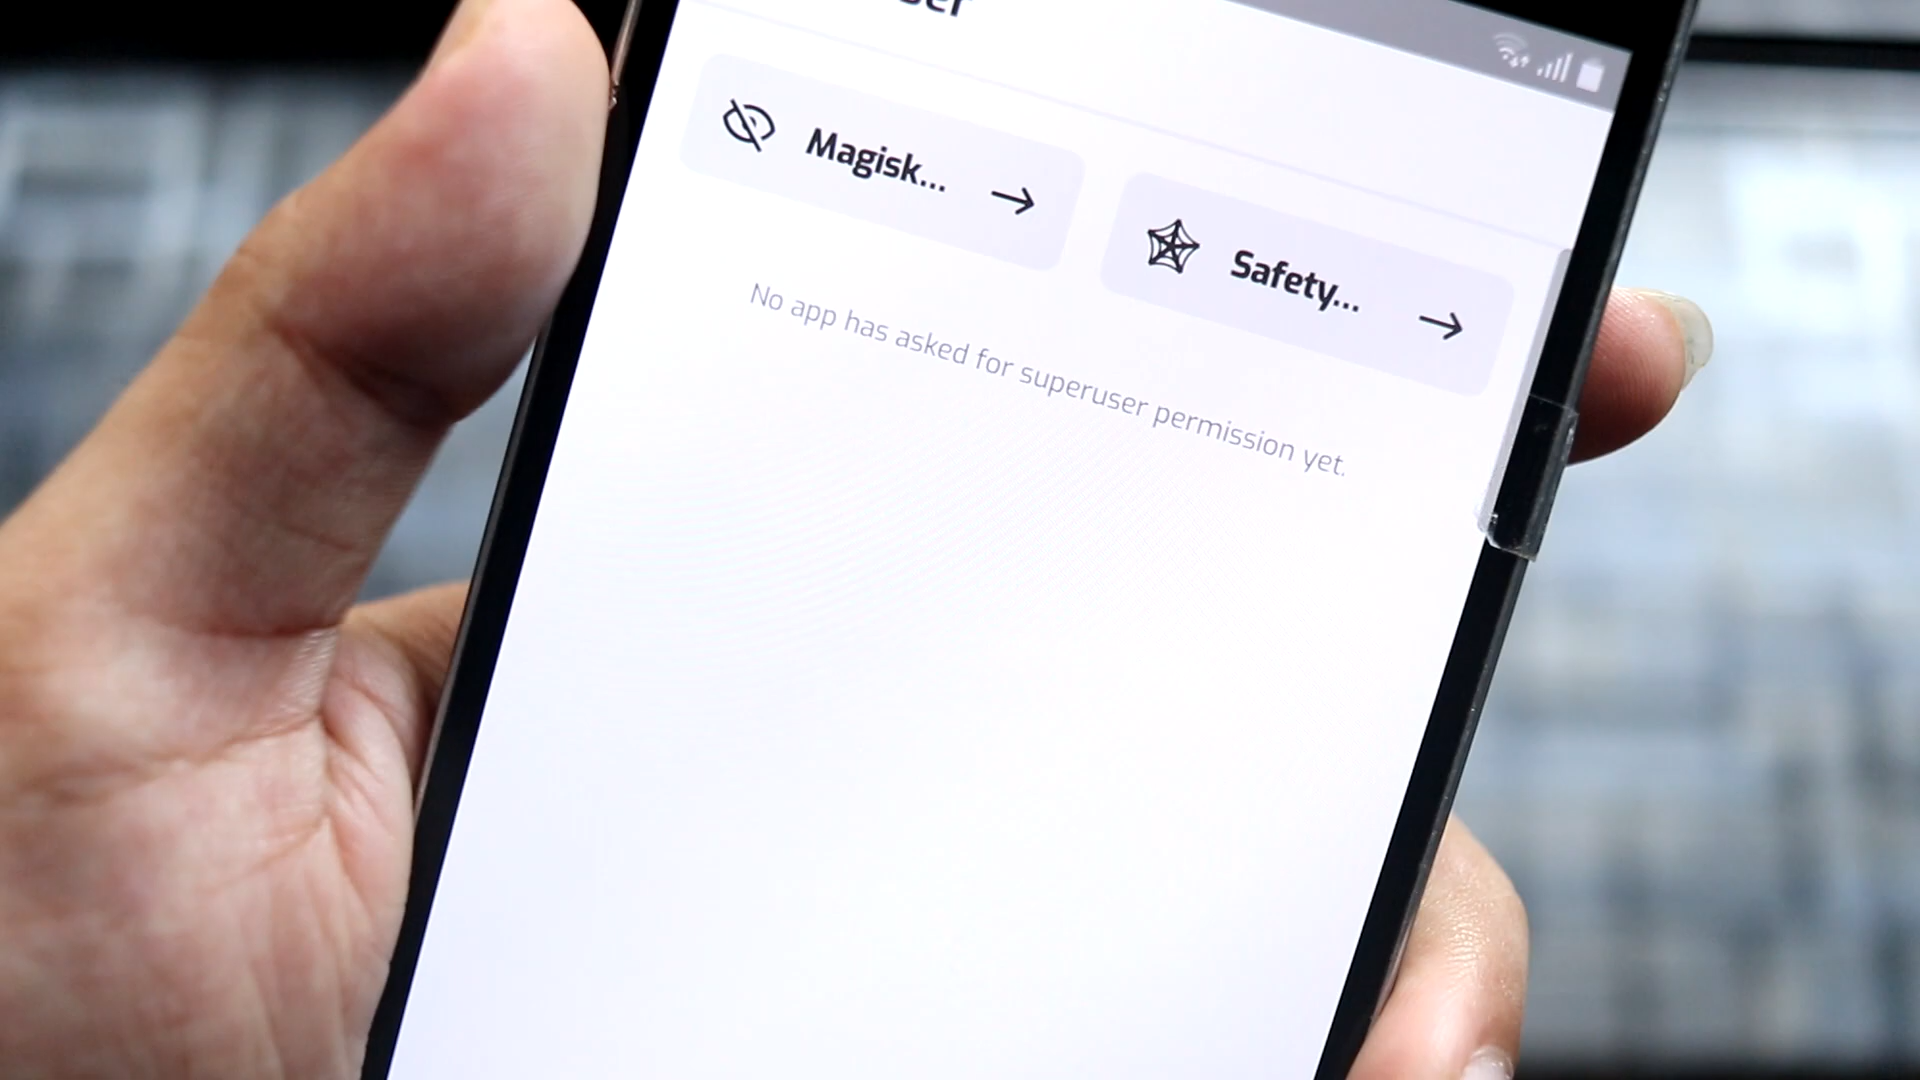 Magisk...
Safety...
No app has asked for superuser permission yet.